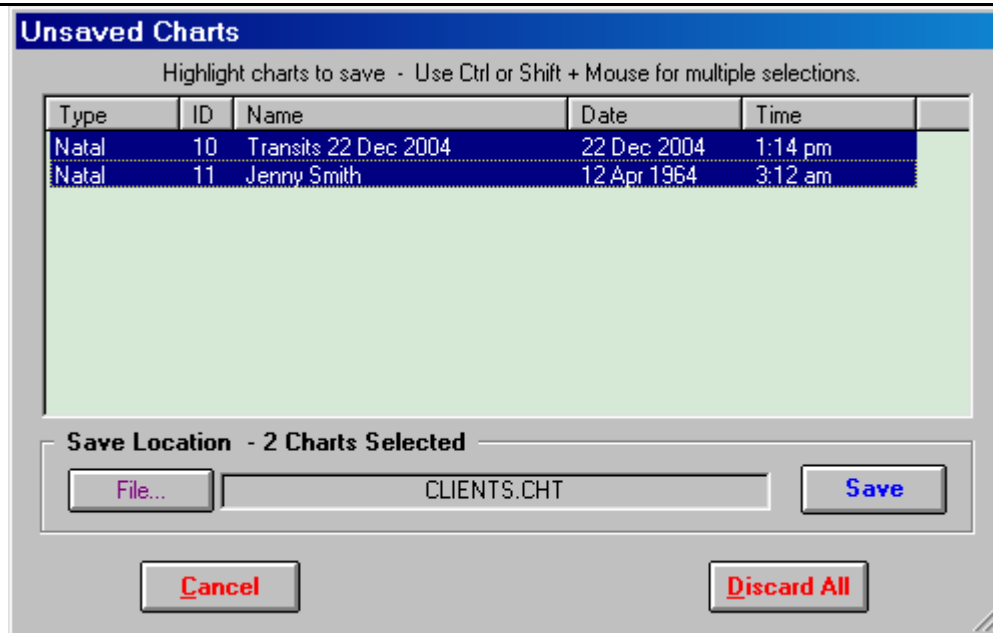 Unsaved Charts
Highlight charts to save - Use Ctrl or Shift + Mouse for multiple selections.
Type ID Name Date Time
Natal 10 Transits 22 Dec 2004 22 Dec 2004 1:14 pm
Natal 11 Jenny Smith 12 Apr 1964 3:12 am
Save Location - 2 Charts Selected
File... CLIENTS.CHT Save
Cancel Discard All